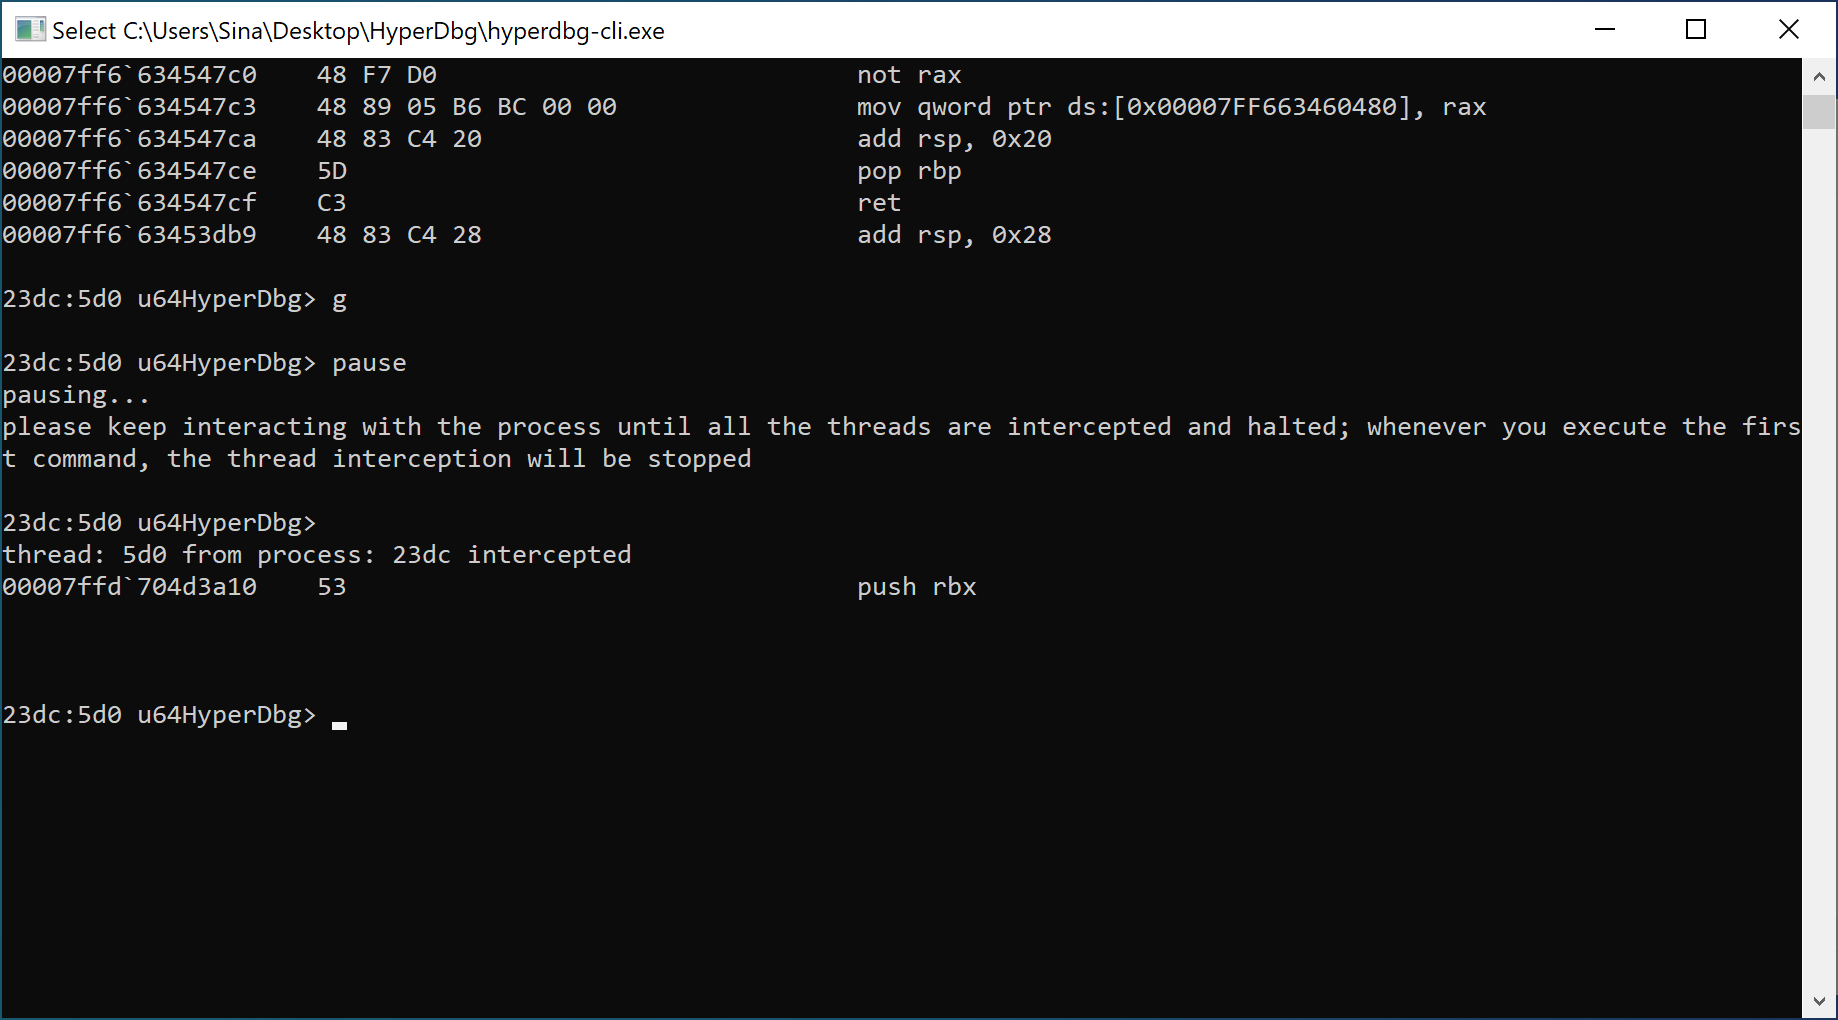 Select C:\Users\Sina\Desktop\HyperDbg\hyperdbg-cli.exe
00007ff6`634547c0    48 F7 D0                            not rax
00007ff6`634547c3    48 89 05 B6 BC 00 00                mov qword ptr ds:[0x00007FF663460480], rax
00007ff6`634547ca    48 83 C4 20                         add rsp, 0x20
00007ff6`634547ce    5D                                  pop rbp
00007ff6`634547cf    C3                                  ret
00007ff6`63453db9    48 83 C4 28                         add rsp, 0x28
23dc:5d0 u64HyperDbg> g
23dc:5d0 u64HyperDbg> pause
pausing...
please keep interacting with the process until all the threads are intercepted and halted; whenever you execute the firs
t command, the thread interception will be stopped
23dc:5d0 u64HyperDbg>
thread: 5d0 from process: 23dc intercepted
00007ffd`704d3a10    53                                  push rbx
23dc:5d0 u64HyperDbg>